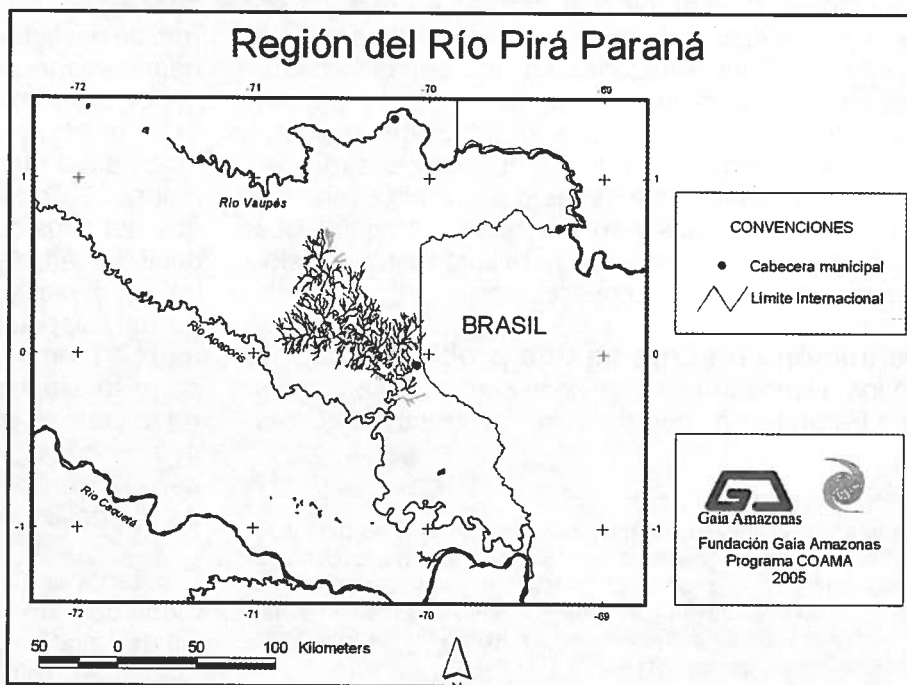 Región del Río Pirá Paraná
-72 -71 -70 -69
1 1
Río Vaupés
Río Apaporis
BRASIL
0 0
Río Caquetá
-1 -1
-72 -71 -70 -69
50 0 50 100 Kilometers
N
CONVENCIONES
Cabecera municipal
Limite Internacional
Gaia Amazonas
Fundación Gaia Amazonas
Programa COAMA
2005